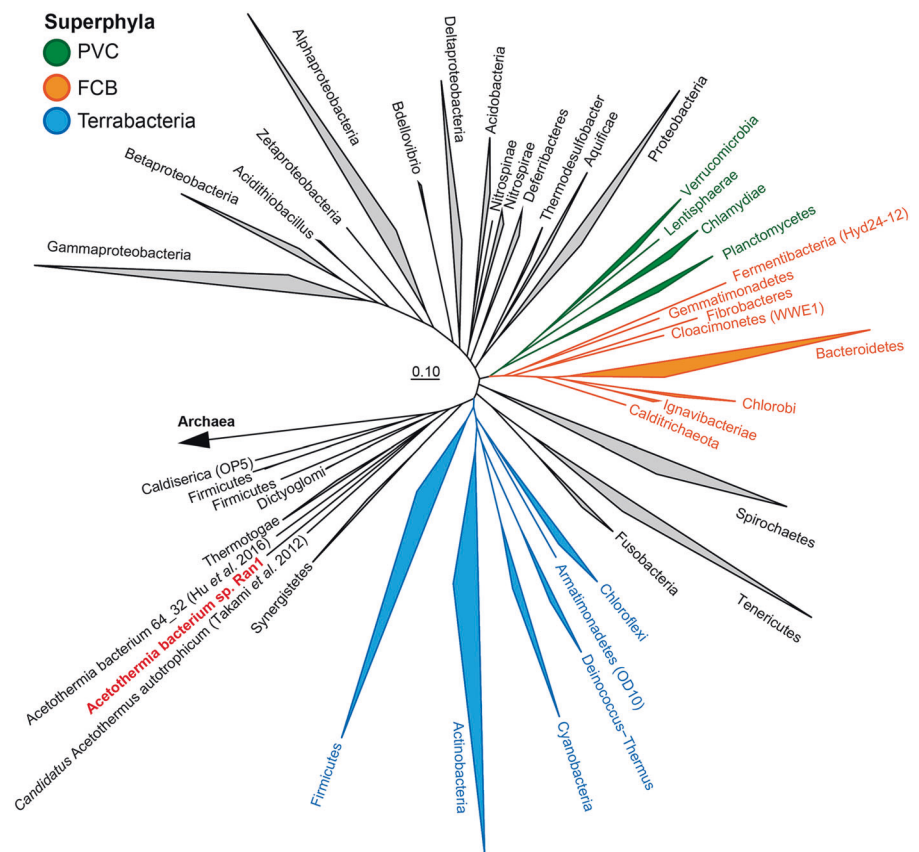 Superphyla
PVC
FCB
Terrabacteria
Gammaproteobacteria
Betaproteobacteria
Acidithiobacillus
Zetaproteobacteria
Alphaproteobacteria
Bdellovibrio
Deltaproteobacteria
Acidobacteria
Nitrospinae
Nitrospirae
Deferribacteres
Thermodesulfobacter
Aquificae
Proteobacteria
Verrucomicrobia
Lentisphaerae
Chlamydiae
Planctomycetes
Fermentibacteria (Hyd24-12)
Gemmatimonadetes
Fibrobacteres
Cloacimonetes (WWE1)
Bacteroidetes
Chlorobi
Ignavibacteriae
Calditrichaeota
Spirochaetes
Tenericutes
Fusobacteria
Chloroflexi
Armatimonadetes (OD10)
Deinococcus-Thermus
Cyanobacteria
Actinobacteria
Firmicutes
Synergistetes
Candidatus Acetothermus autotrophicum (Takami et al. 2012)
Acetothermia bacterium sp. Ran1
Acetothermia bacterium 64_32 (Hu et al. 2016)
Thermotogae
Dictyoglomi
Firmicutes
Firmicutes
Caldiserica (OP5)
Archaea
0.10